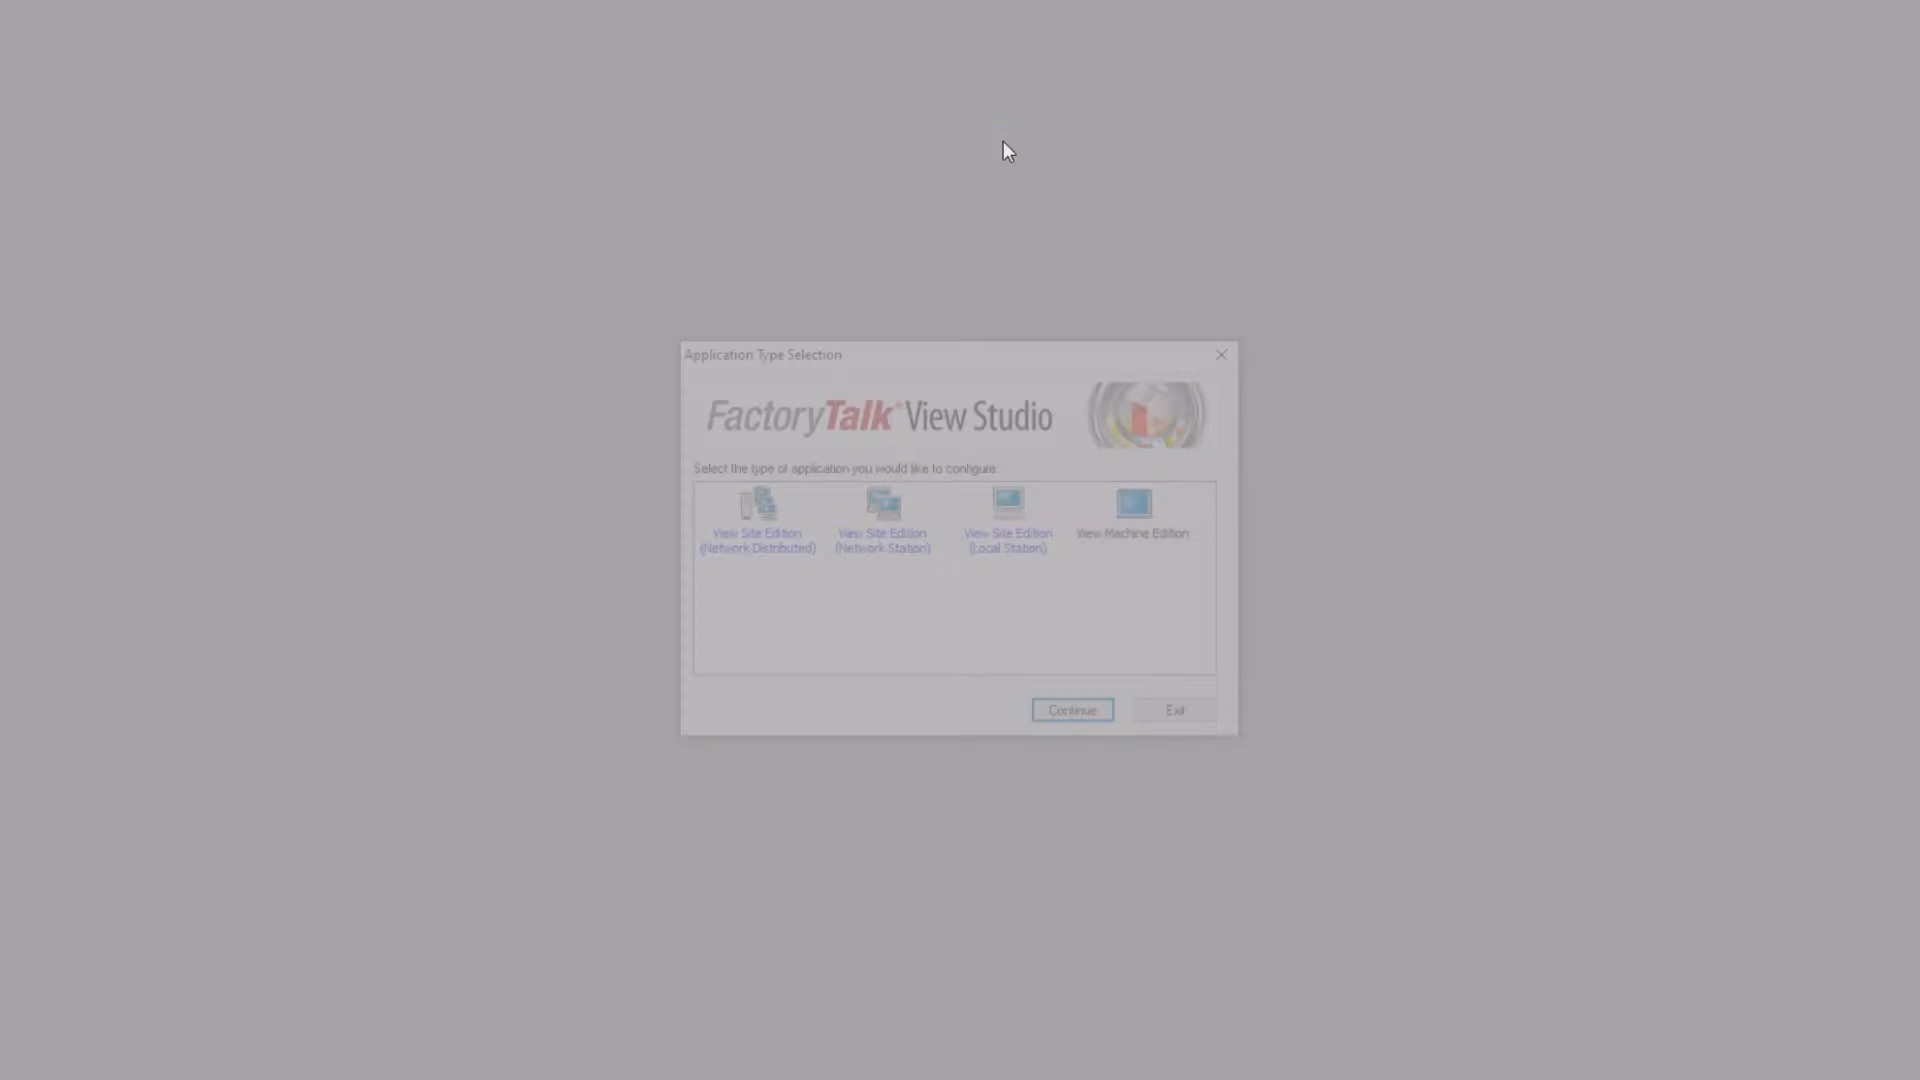 Application Type Selection
FactoryTalk® View Studio
Select the type of application you would like to configure
View Site Edition
(Network Distributed)
View Site Edition
(Network Station)
View Site Edition
(Local Station)
View Machine Edition
Continue
Exit